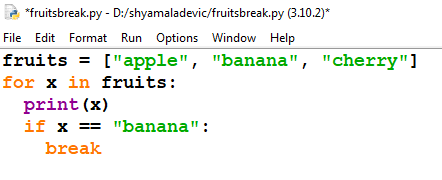 *fruitsbreak.py - D:/shyamaladevic/fruitsbreak.py (3.10.2)*
File Edit Format Run Options Window Help
fruits = ["apple", "banana", "cherry"]
for x in fruits:
  print(x)
  if x == "banana":
    break